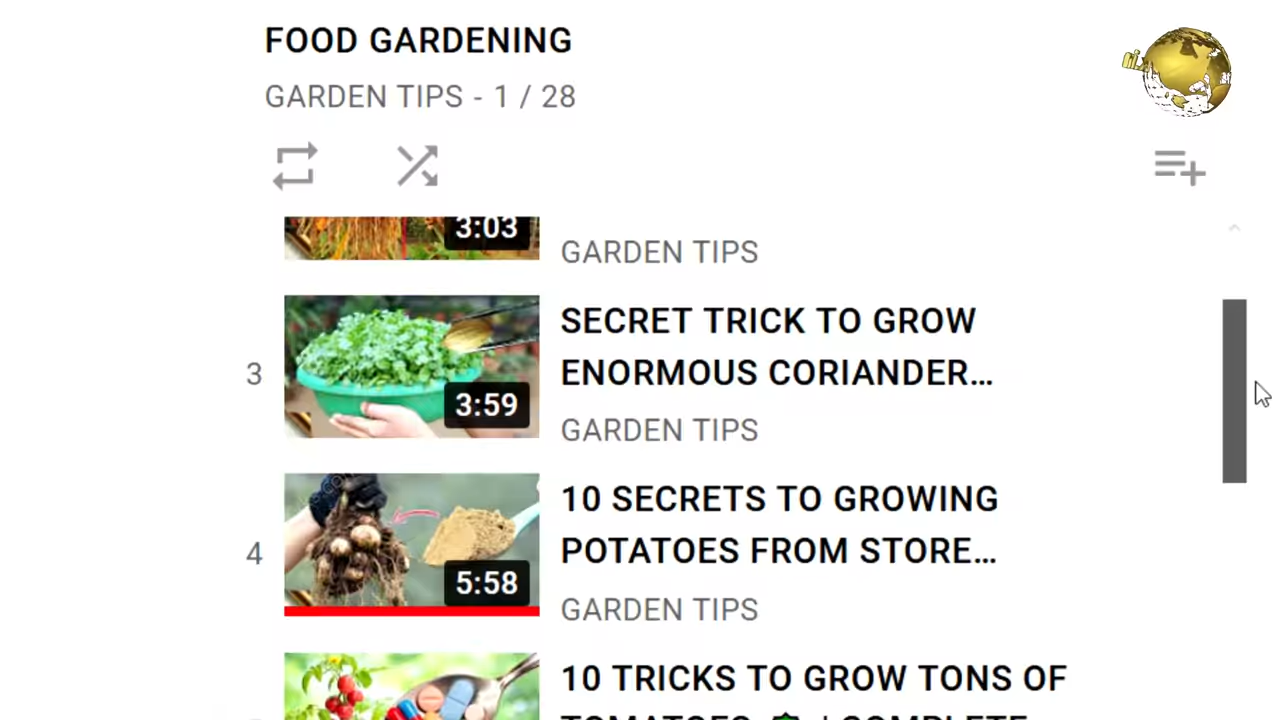 FOOD GARDENING
GARDEN TIPS - 1 / 28
3:03
GARDEN TIPS
SECRET TRICK TO GROW
ENORMOUS CORIANDER...
3
3:59
GARDEN TIPS
10 SECRETS TO GROWING
POTATOES FROM STORE...
4
5:58
GARDEN TIPS
10 TRICKS TO GROW TONS OF
TOMATOES | COMPLETE